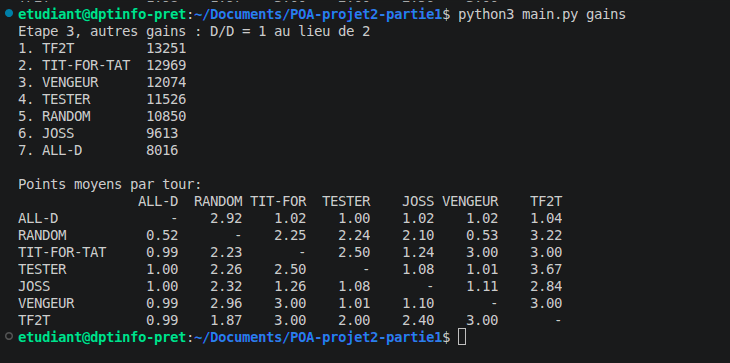 etudiant@dptinfo-pret:~/Documents/POA-projet2-partie1$ python3 main.py gains
Etape 3, autres gains : D/D = 1 au lieu de 2
1. TF2T 13251
2. TIT-FOR-TAT 12969
3. VENGEUR 12074
4. TESTER 11526
5. RANDOM 10850
6. JOSS 9613
7. ALL-D 8016
Points moyens par tour:
ALL-D RANDOM TIT-FOR TESTER JOSS VENGEUR TF2T
ALL-D - 2.92 1.02 1.00 1.02 1.02 1.04
RANDOM 0.52 - 2.25 2.24 2.10 0.53 3.22
TIT-FOR-TAT 0.99 2.23 - 2.50 1.24 3.00 3.00
TESTER 1.00 2.26 2.50 - 1.08 1.01 3.67
JOSS 1.00 2.32 1.26 1.08 - 1.11 2.84
VENGEUR 0.99 2.96 3.00 1.01 1.10 - 3.00
TF2T 0.99 1.87 3.00 2.00 2.40 3.00 -
etudiant@dptinfo-pret:~/Documents/POA-projet2-partie1$